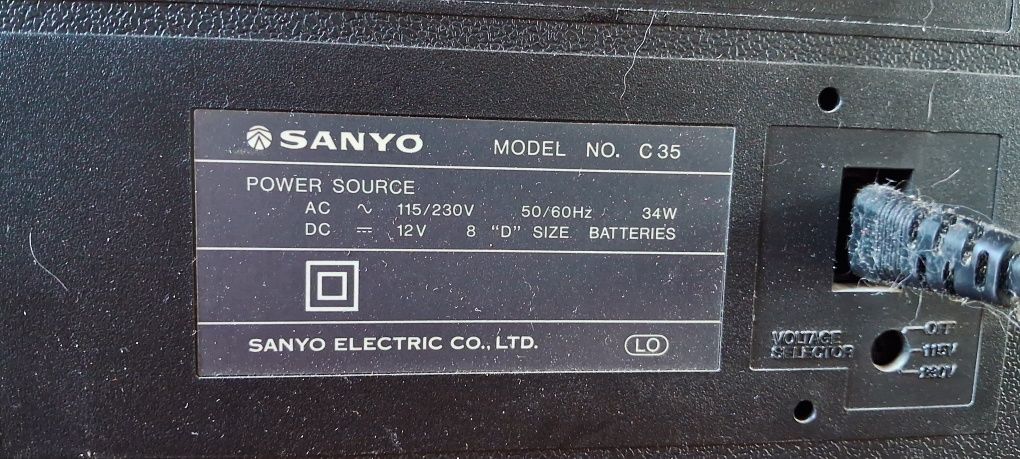 SANYO MODEL NO. C35
POWER SOURCE
AC ∿ 115/230V 50/60Hz 34W
DC ⎓ 12V 8 "D" SIZE BATTERIES
SANYO ELECTRIC CO., LTD.
LO
VOLTAGE
SELECTOR
OFF
115V
230V